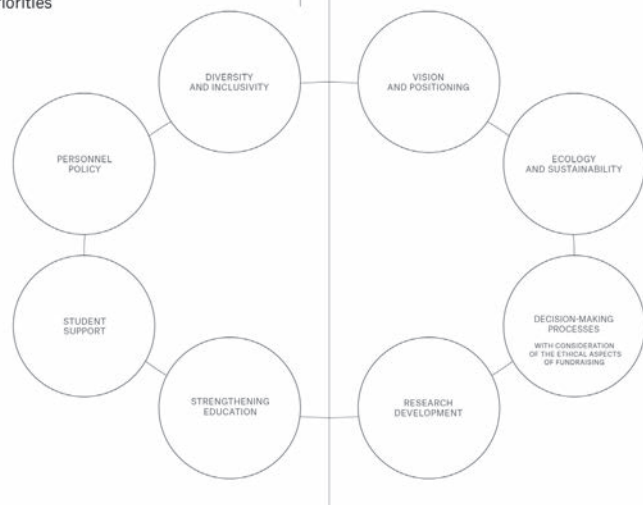 DIVERSITY
AND INCLUSIVITY
VISION
AND POSITIONING
PERSONNEL
POLICY
ECOLOGY
AND SUSTAINABILITY
STUDENT
SUPPORT
DECISION-MAKING
PROCESSES
WITH CONSIDERATION
OF THE ETHICAL ASPECTS
OF FUNDRAISING
STRENGTHENING
EDUCATION
RESEARCH
DEVELOPMENT